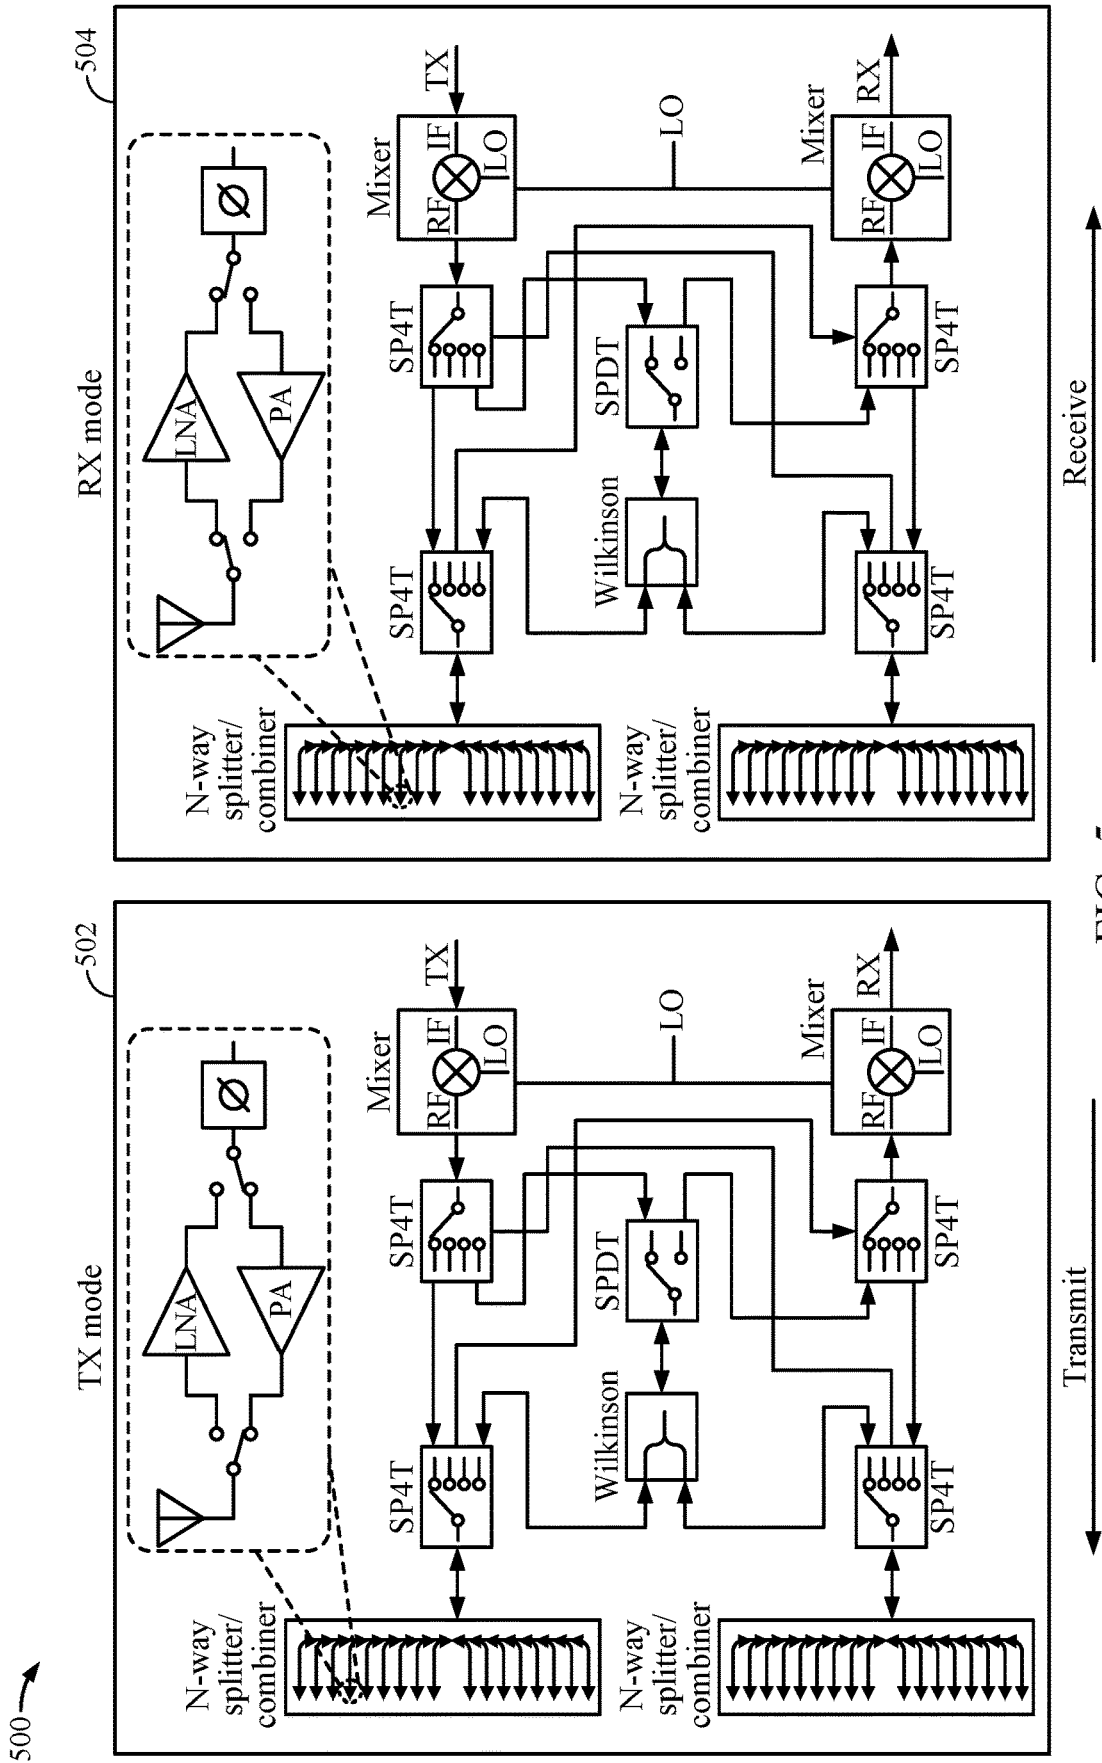 500
502
TX mode
LNA
PA
Ø
N-way
splitter/
combiner
SP4T
SP4T
Mixer
RF
IF
LO
TX
Wilkinson
SPDT
LO
N-way
splitter/
combiner
SP4T
SP4T
Mixer
RF
IF
LO
RX
Transmit
504
RX mode
LNA
PA
Ø
N-way
splitter/
combiner
SP4T
SP4T
Mixer
RF
IF
LO
TX
Wilkinson
SPDT
LO
N-way
splitter/
combiner
SP4T
SP4T
Mixer
RF
IF
LO
RX
Receive